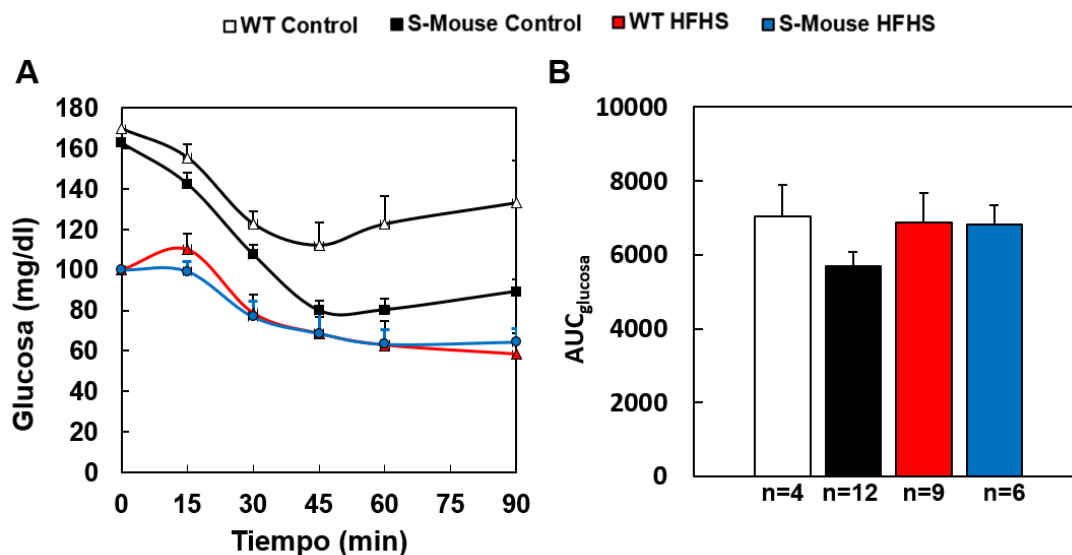 WT Control S-Mouse Control WT HFHS S-Mouse HFHS
A
180
160
140
120
100
80
60
40
20
0
Glucosa (mg/dl)
0 15 30 45 60 75 90
Tiempo (min)
B
10000
8000
6000
4000
2000
0
AUCglucosa
n=4 n=12 n=9 n=6